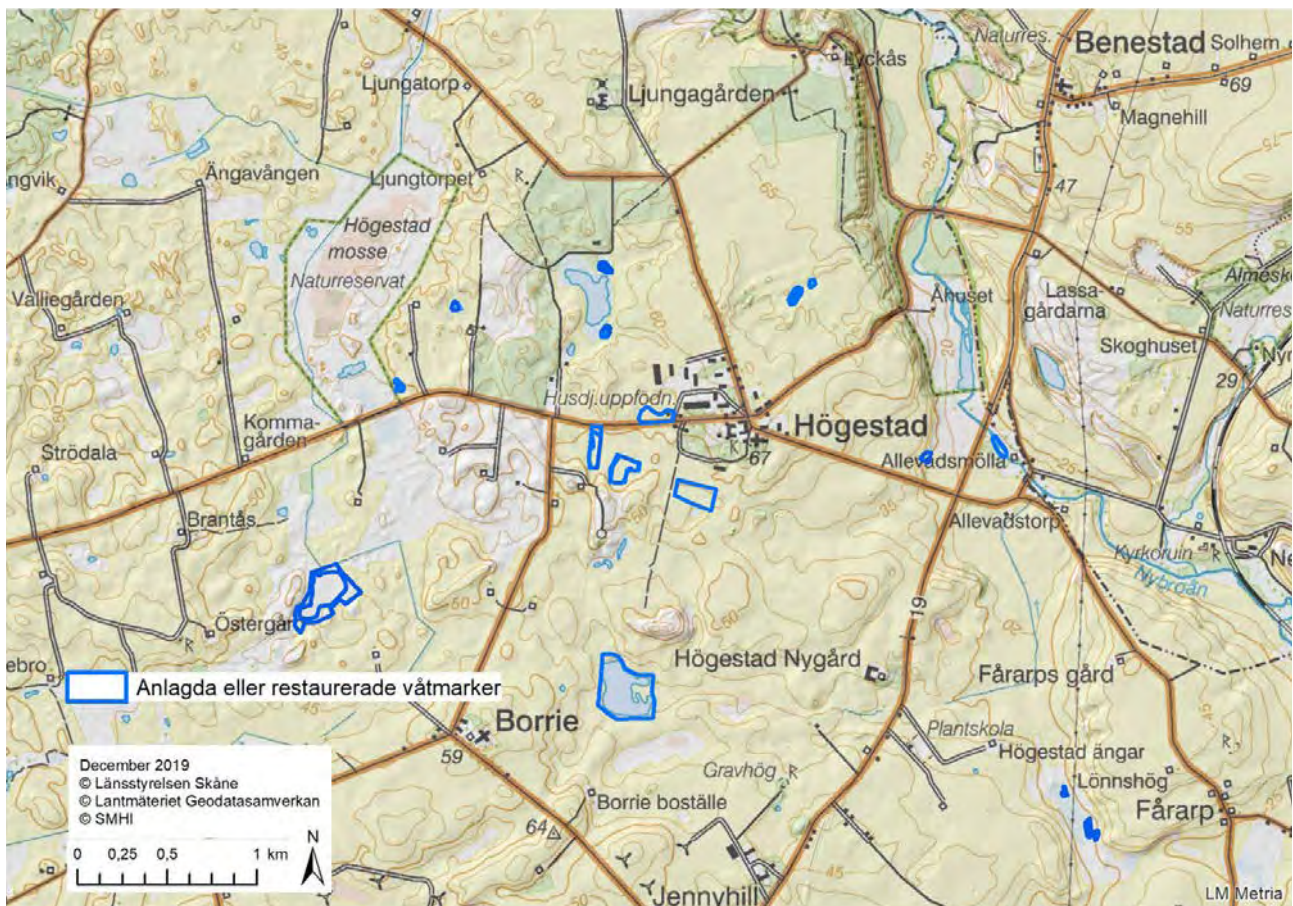 Naturres.
Benestad
Solhem
Lyckås
69
Ljungatorp
Ljungagården
Magnehill
Ängavången
Ljungtorpet
R
47
Högestad
mosse
Naturreservat
Almesk
Naturres
Valliegården
Åhuset
Lassa-
gårdarna
Skoghuset
29
Husdj.uppfödn.
Komma-
gården
Högestad
67
Strödala
Allevadsmölla
Brantås
Allevadstorp
Kyrkoruin
R
Nybroån
19
Östergår
R
Högestad Nygård
Fårarps gård
Anlagda eller restaurerade våtmarker
Borrie
59
Plantskola
Högestad ängar
R
Gravhög
R
Lönnshög
Fårarp
Borrie boställe
64
Jennyhill
December 2019
© Länsstyrelsen Skåne
© Lantmäteriet Geodatasamverkan
© SMHI
N
0 0,25 0,5 1 km
LM Metria